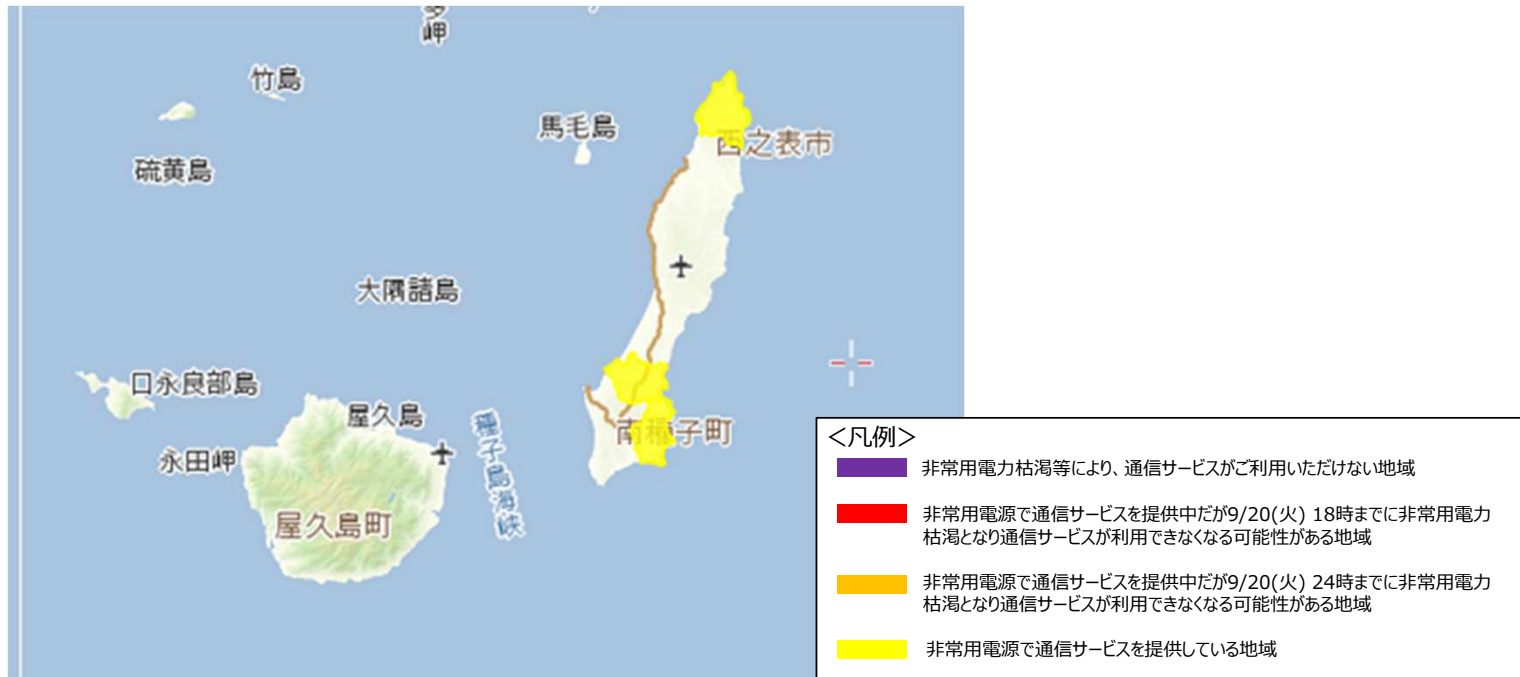 岬
竹島
馬毛島
西之表市
硫黄島
大隅諸島
口永良部島
屋久島
永田岬
種子島海峡
南種子町
屋久島町
＜凡例＞
非常用電力枯渇等により、通信サービスがご利用いただけない地域
非常用電源で通信サービスを提供中だが9/20(火) 18時までに非常用電力
枯渇となり通信サービスが利用できなくなる可能性がある地域
非常用電源で通信サービスを提供中だが9/20(火) 24時までに非常用電力
枯渇となり通信サービスが利用できなくなる可能性がある地域
非常用電源で通信サービスを提供している地域